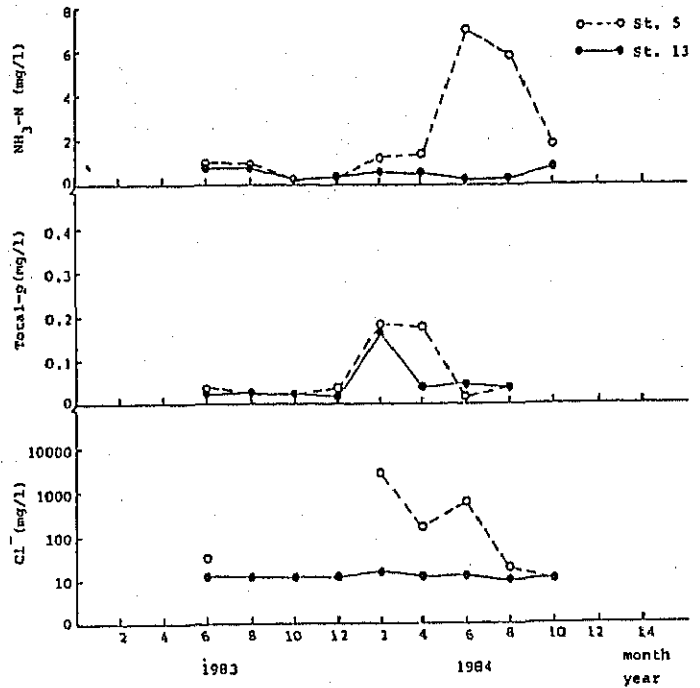 St. 5
St. 13
NH3-N (mg/l)
8
6
4
2
0
Total-p (mg/l)
0.4
0.3
0.2
0.1
0
Cl- (mg/l)
10000
1000
100
10
0
2 4 6 8 10 12 1 4 6 8 10 12 14
month
1983 1984
year